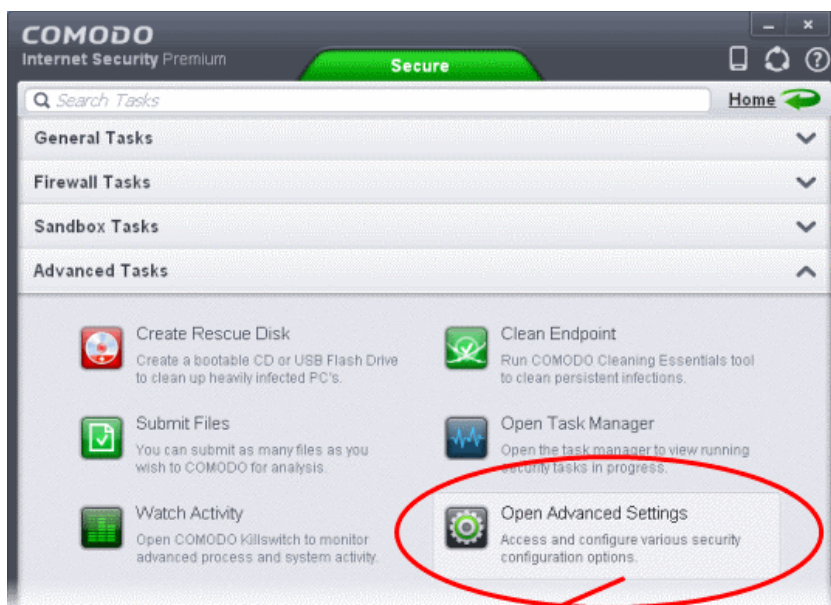 COMODO
Internet Security Premium
Secure
Search Tasks
Home
General Tasks
Firewall Tasks
Sandbox Tasks
Advanced Tasks
Create Rescue Disk
Create a bootable CD or USB Flash Drive
to clean up heavily infected PC's.
Clean Endpoint
Run COMODO Cleaning Essentials tool
to clean persistent infections.
Submit Files
You can submit as many files as you
wish to COMODO for analysis.
Open Task Manager
Open the task manager to view running
security tasks in progress.
Watch Activity
Open COMODO Killswitch to monitor
advanced process and system activity.
Open Advanced Settings
Access and configure various security
configuration options.